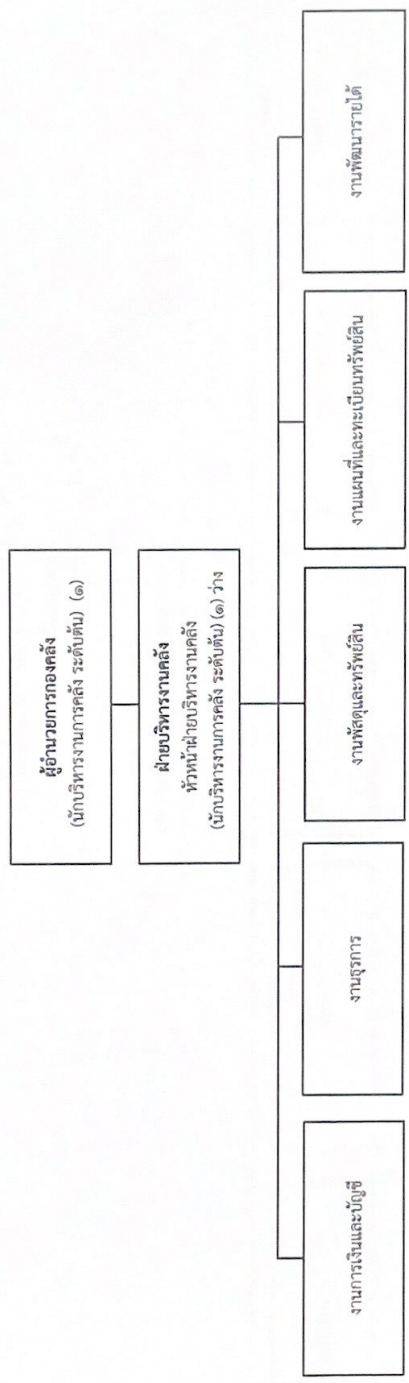 ผู้อำนวยการกองคลัง
(นักบริหารงานการคลัง ระดับต้น) (๑)
ฝ่ายบริหารงานคลัง
หัวหน้าฝ่ายบริหารงานคลัง
(นักบริหารงานการคลัง ระดับต้น) (๑) ว่าง
งานการเงินและบัญชี
งานธุรการ
งานพัสดุและทรัพย์สิน
งานแผนที่และทะเบียนทรัพย์สิน
งานพัฒนารายได้